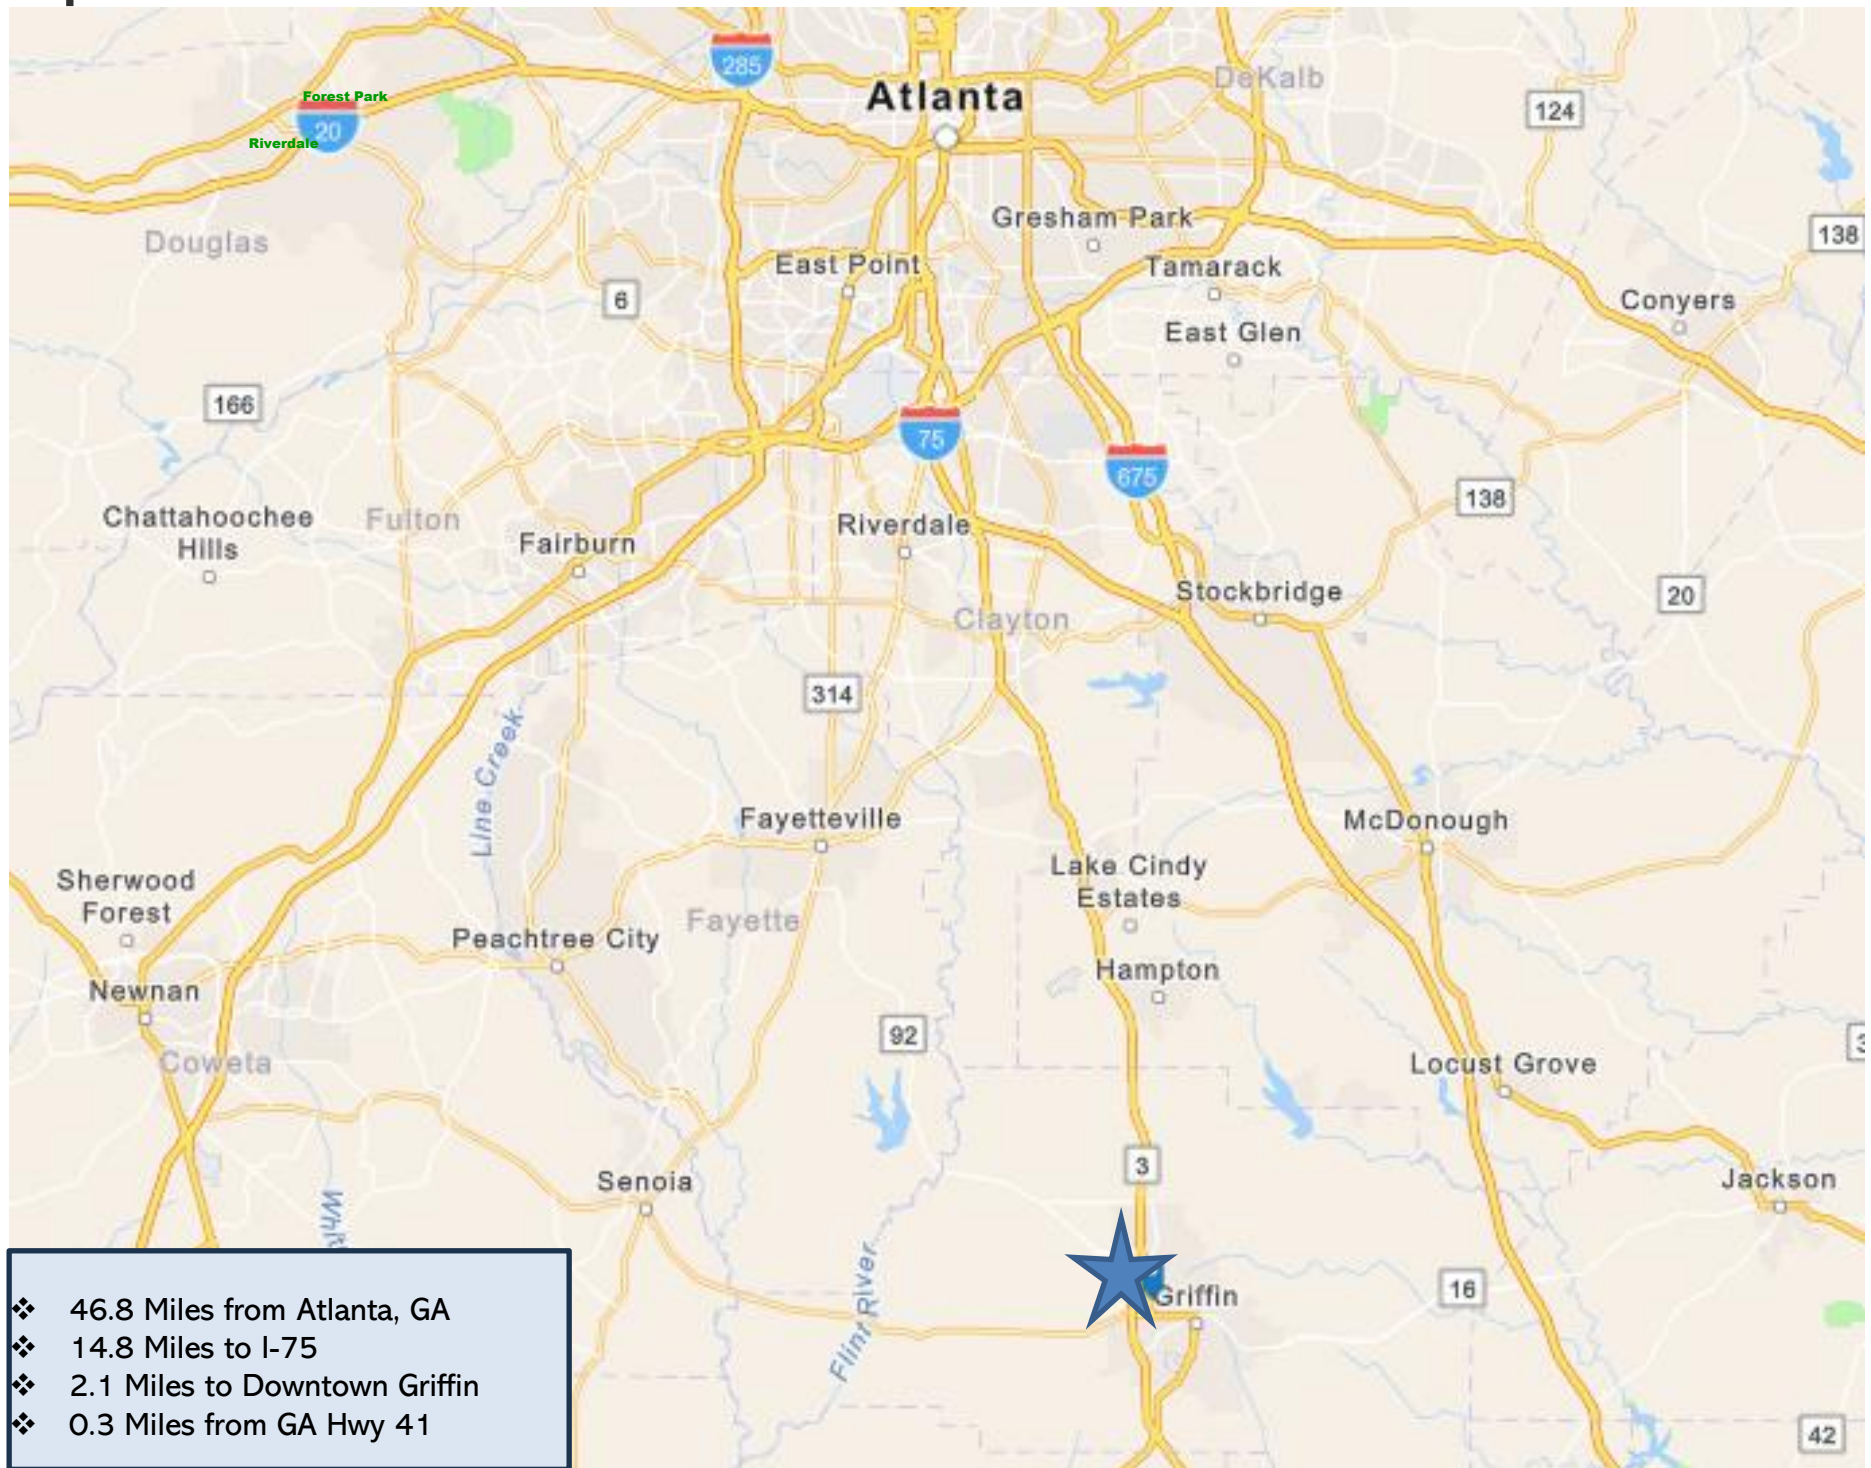 285
Atlanta
DeKalb
124
Forest Park
20
Riverdale
Gresham Park
138
Douglas
East Point
Tamarack
6
Conyers
East Glen
166
75
675
138
Chattahoochee
Hills
Fulton
Riverdale
Fairburn
Stockbridge
20
Clayton
314
Line Creek
Fayetteville
McDonough
Lake Cindy
Estates
Sherwood
Forest
Fayette
Peachtree City
Hampton
Newnan
92
Coweta
Locust Grove
3
Senoia
Jackson
Flint River
Griffin
16
❖ 46.8 Miles from Atlanta, GA
❖ 14.8 Miles to I-75
❖ 2.1 Miles to Downtown Griffin
❖ 0.3 Miles from GA Hwy 41
42